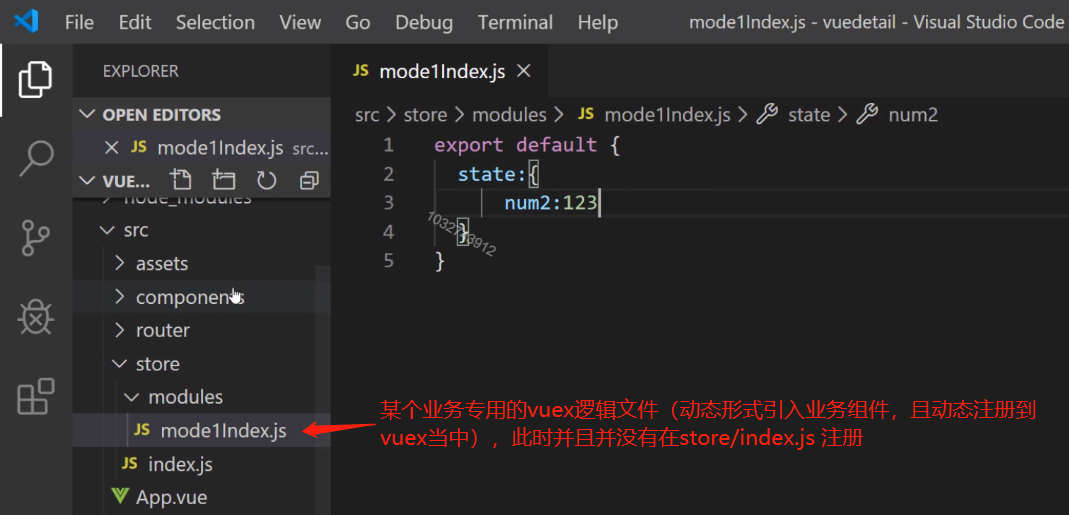 File Edit Selection View Go Debug Terminal Help mode1Index.js - vuedetail - Visual Studio Code
EXPLORER
OPEN EDITORS
JS mode1Index.js src...
VUE...
node_modules
src
assets
components
router
store
modules
JS mode1Index.js
JS index.js
App.vue
JS mode1Index.js
src > store > modules > JS mode1Index.js > state > num2
1 export default {
2 state:{
3 num2:123
4 }
5 }
某个业务专用的vuex逻辑文件（动态形式引入业务组件，且动态注册到
vuex当中），此时并且并没有在store/index.js 注册